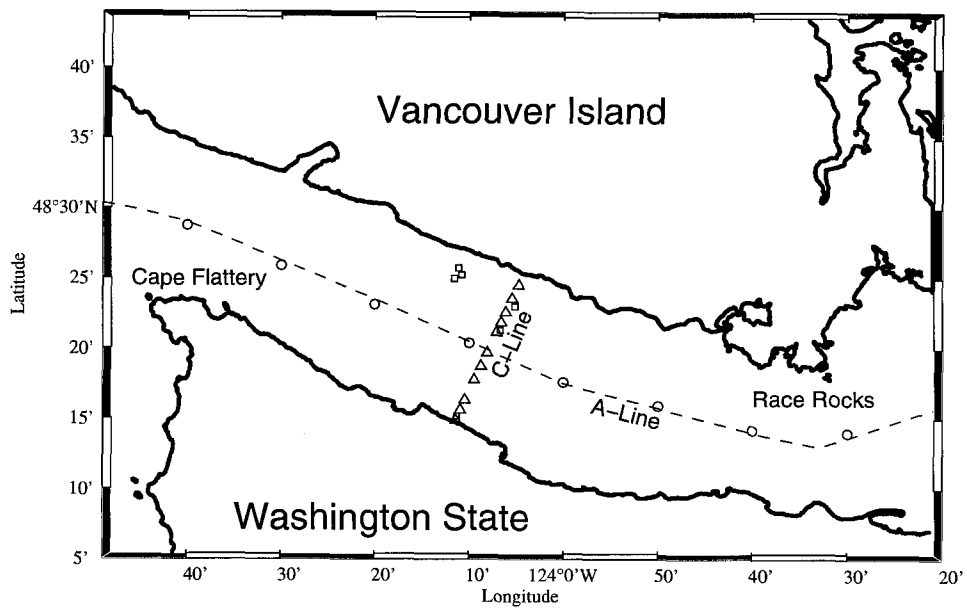 40'
Vancouver Island
35'
48°30'N
25'
Cape Flattery
20'
C-Line
15'
A-Line
Race Rocks
10'
Washington State
5'
40'
30'
20'
10'
124°0'W
50'
40'
30'
20'
Longitude
Latitude